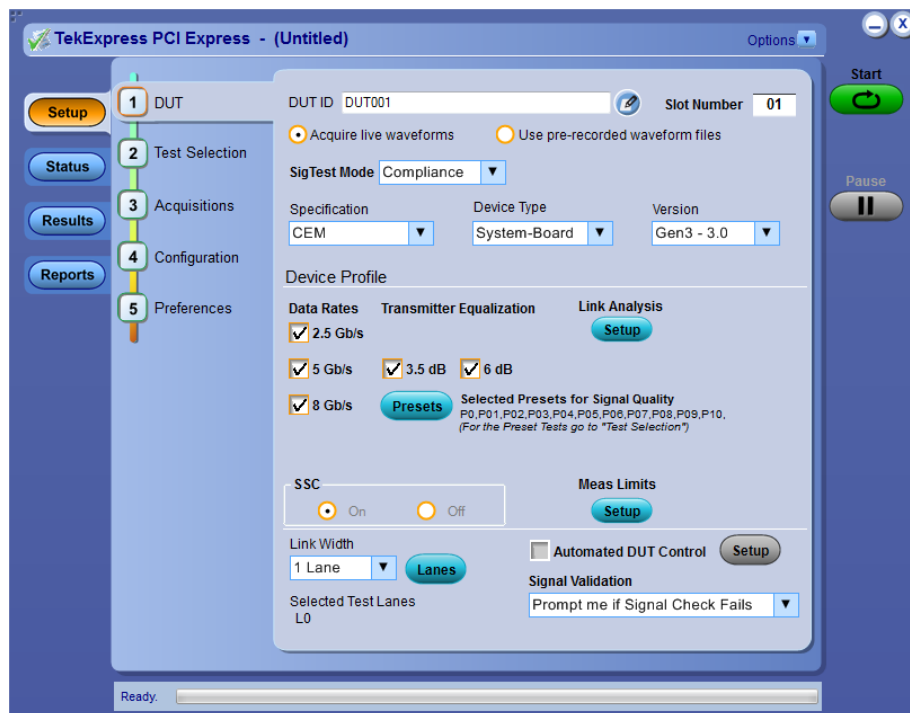 TekExpress PCI Express - (Untitled)
Options
X
Start
Pause
Setup
Status
Results
Reports
1 DUT
2 Test Selection
3 Acquisitions
4 Configuration
5 Preferences
DUT ID DUT001
Slot Number 01
Acquire live waveforms
Use pre-recorded waveform files
SigTest Mode Compliance
Specification
Device Type
Version
CEM
System-Board
Gen3 - 3.0
Device Profile
Data Rates
Transmitter Equalization
Link Analysis
2.5 Gb/s
Setup
5 Gb/s
3.5 dB
6 dB
8 Gb/s
Presets
Selected Presets for Signal Quality
P0,P01,P02,P03,P04,P05,P06,P07,P08,P09,P10,
(For the Preset Tests go to "Test Selection")
SSC
On
Off
Meas Limits
Setup
Link Width
1 Lane
Lanes
Selected Test Lanes
L0
Automated DUT Control
Setup
Signal Validation
Prompt me if Signal Check Fails
Ready.